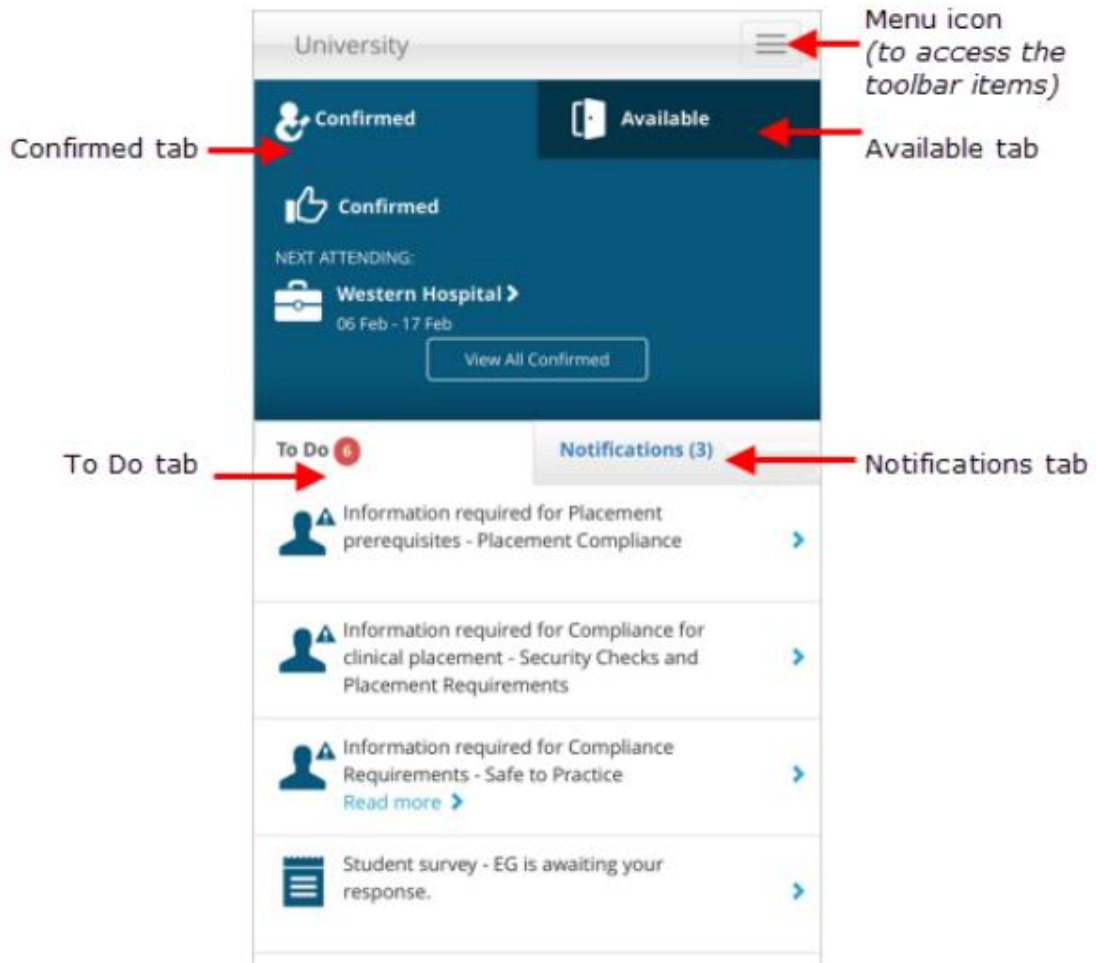 Menu icon
(to access the
toolbar items)
University
Confirmed
Available
Confirmed tab
Available tab
Confirmed
NEXT ATTENDING:
Western Hospital
06 Feb - 17 Feb
View All Confirmed
To Do 6
Notifications (3)
To Do tab
Notifications tab
Information required for Placement
prerequisites - Placement Compliance
Information required for Compliance for
clinical placement - Security Checks and
Placement Requirements
Information required for Compliance
Requirements - Safe to Practice
Read more
Student survey - EG is awaiting your
response.